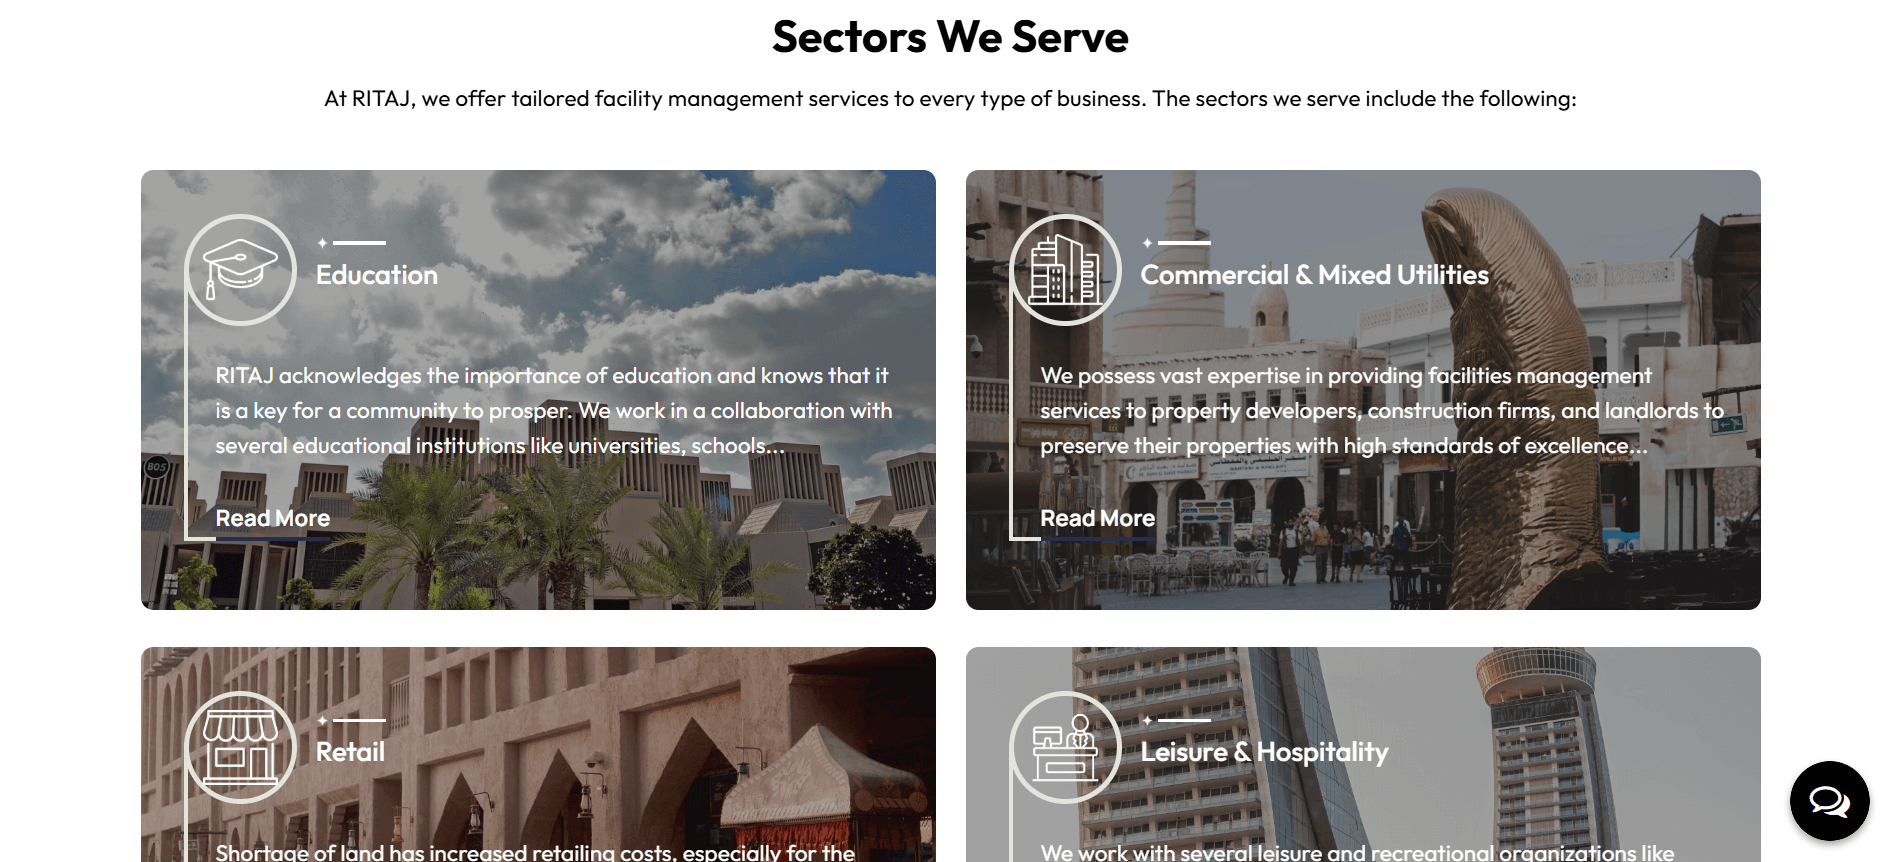 Sectors We Serve
At RITAJ, we offer tailored facility management services to every type of business. The sectors we serve include the following:
Education
RITAJ acknowledges the importance of education and knows that it
is a key for a community to prosper. We work in a collaboration with
several educational institutions like universities, schools...
Read More
805
Commercial & Mixed Utilities
We possess vast expertise in providing facilities management
services to property developers, construction firms, and landlords to
preserve their properties with high standards of excellence...
Read More
Retail
Shortage of land has increased retailing costs, especially for the
Leisure & Hospitality
We work with several leisure and recreational organizations like